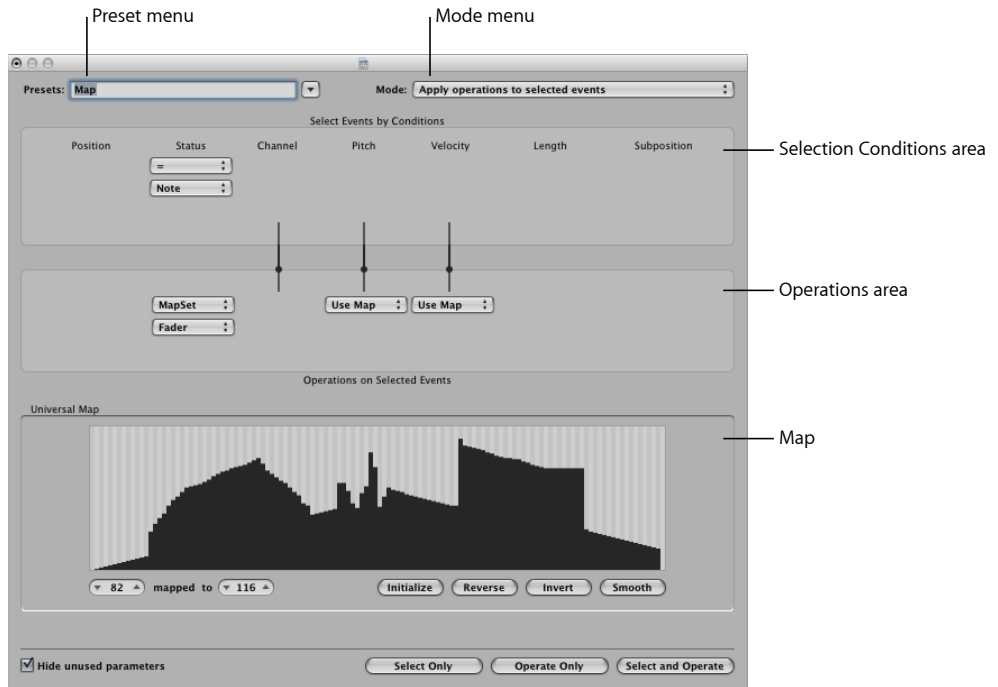 Preset menu
Mode menu
Presets: Map
Mode: Apply operations to selected events
Select Events by Conditions
Position Status Channel Pitch Velocity Length Subposition
Selection Conditions area
=
Note
Operations area
MapSet Use Map Use Map
Fader
Operations on Selected Events
Universal Map
Map
82 mapped to 116 Initialize Reverse Invert Smooth
Hide unused parameters Select Only Operate Only Select and Operate